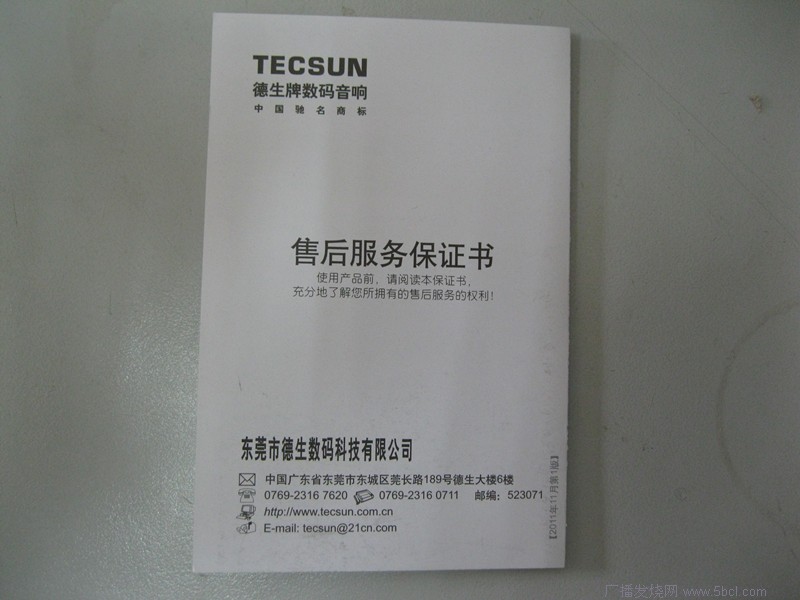 TECSUN
德生牌数码音响
中国驰名商标
售后服务保证书
使用产品前，请阅读本保证书，
充分地了解您所拥有的售后服务的权利！
东莞市德生数码科技有限公司
中国广东省东莞市东城区莞长路189号德生大楼6楼
0769-2316 7620 0769-2316 0711 邮编：523071
http://www.tecsun.com.cn
E-mail: tecsun@21cn.com
【2011年11月第1版】
广播发烧网 www.5bcl.com